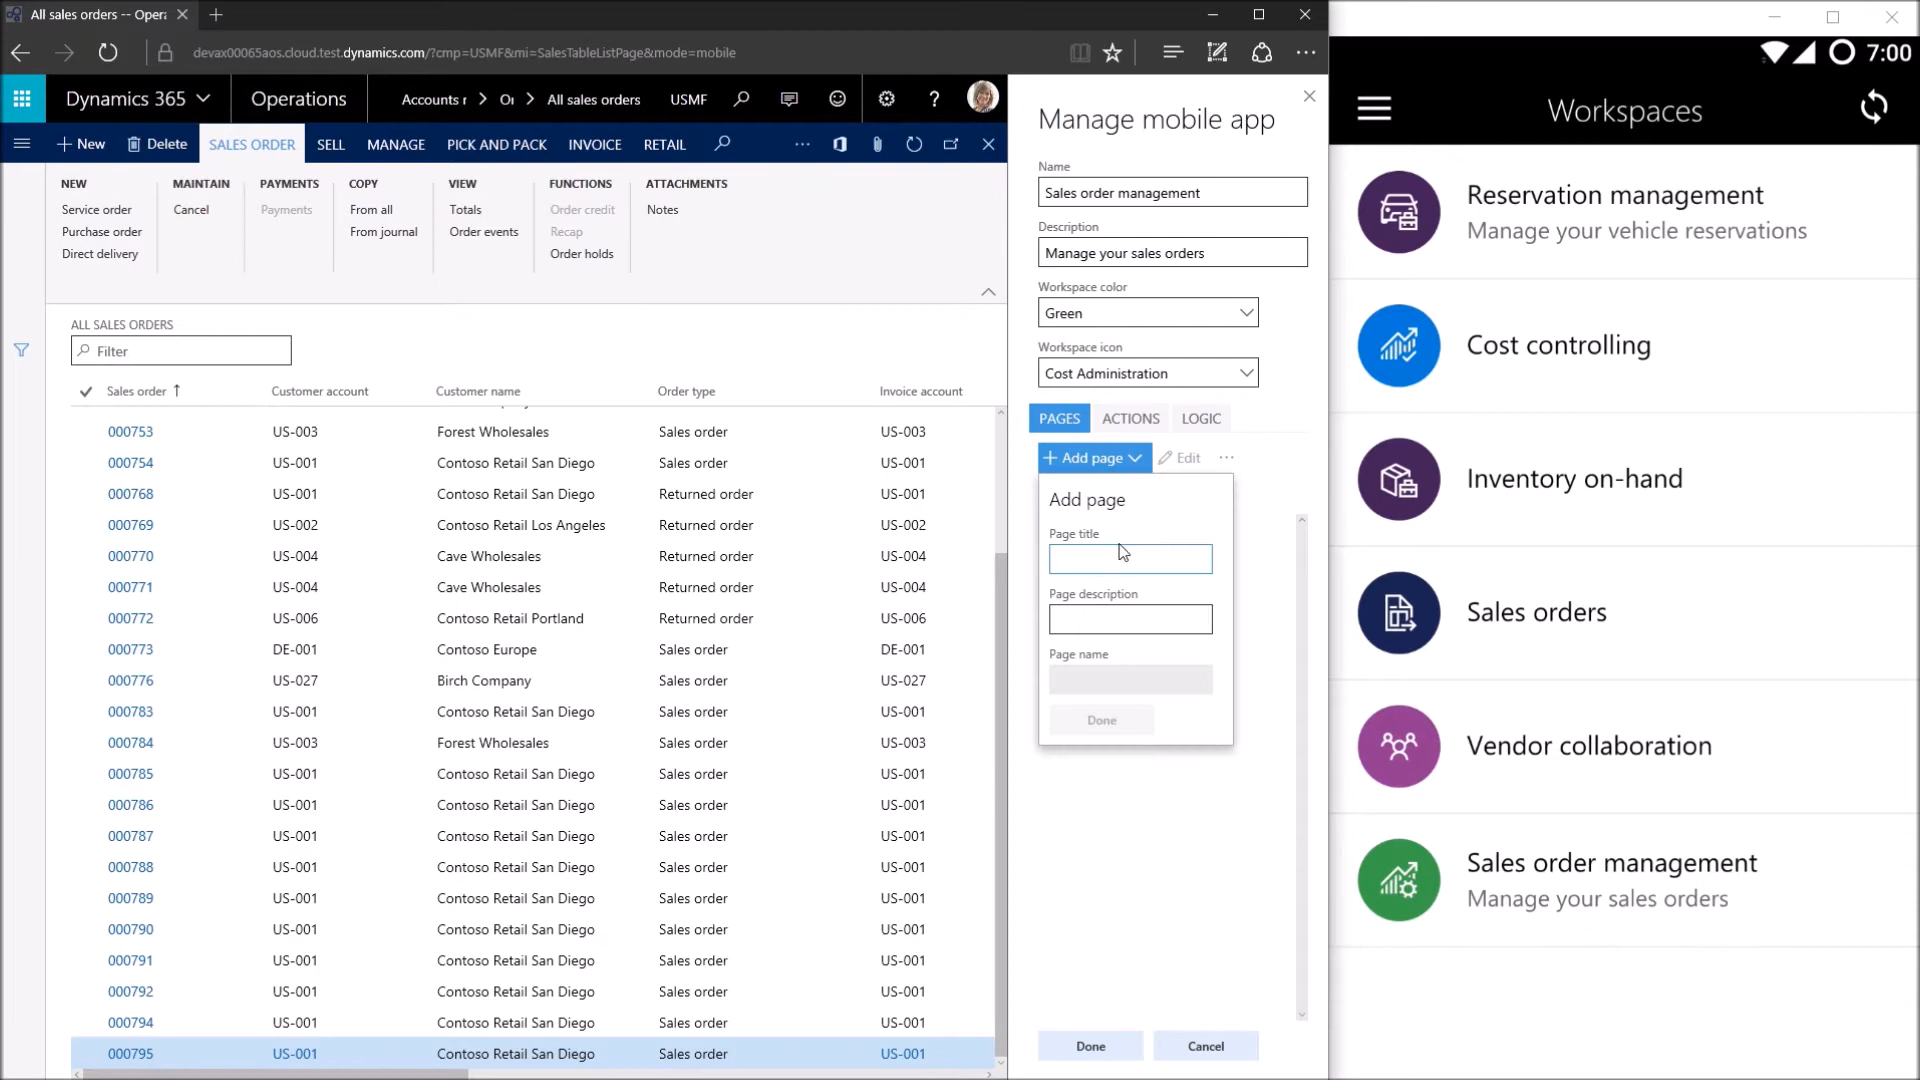 All sales orders -- Opera
devax00065aos.cloud.test.dynamics.com/?cmp=USMF&mi=SalesTableListPage&mode=mobile
Dynamics 365
Operations
Accounts r > Or > All sales orders
USMF
?
+ New
Delete
SALES ORDER
SELL
MANAGE
PICK AND PACK
INVOICE
RETAIL
NEW
Service order
Purchase order
Direct delivery
MAINTAIN
Cancel
PAYMENTS
Payments
COPY
From all
From journal
VIEW
Totals
Order events
FUNCTIONS
Order credit
Recap
Order holds
ATTACHMENTS
Notes
ALL SALES ORDERS
Filter
Sales order Customer account Customer name Order type Invoice account
000753 US-003 Forest Wholesales Sales order US-003
000754 US-001 Contoso Retail San Diego Sales order US-001
000768 US-001 Contoso Retail San Diego Returned order US-001
000769 US-002 Contoso Retail Los Angeles Returned order US-002
000770 US-004 Cave Wholesales Returned order US-004
000771 US-004 Cave Wholesales Returned order US-004
000772 US-006 Contoso Retail Portland Returned order US-006
000773 DE-001 Contoso Europe Sales order DE-001
000776 US-027 Birch Company Sales order US-027
000783 US-001 Contoso Retail San Diego Sales order US-001
000784 US-003 Forest Wholesales Sales order US-003
000785 US-001 Contoso Retail San Diego Sales order US-001
000786 US-001 Contoso Retail San Diego Sales order US-001
000787 US-001 Contoso Retail San Diego Sales order US-001
000788 US-001 Contoso Retail San Diego Sales order US-001
000789 US-001 Contoso Retail San Diego Sales order US-001
000790 US-001 Contoso Retail San Diego Sales order US-001
000791 US-001 Contoso Retail San Diego Sales order US-001
000792 US-001 Contoso Retail San Diego Sales order US-001
000794 US-001 Contoso Retail San Diego Sales order US-001
000795 US-001 Contoso Retail San Diego Sales order US-001
Manage mobile app
Name
Sales order management
Description
Manage your sales orders
Workspace color
Green
Workspace icon
Cost Administration
PAGES
ACTIONS
LOGIC
+ Add page
Edit
Add page
Page title
Page description
Page name
Done
Done
Cancel
7:00
Workspaces
Reservation management
Manage your vehicle reservations
Cost controlling
Inventory on-hand
Sales orders
Vendor collaboration
Sales order management
Manage your sales orders